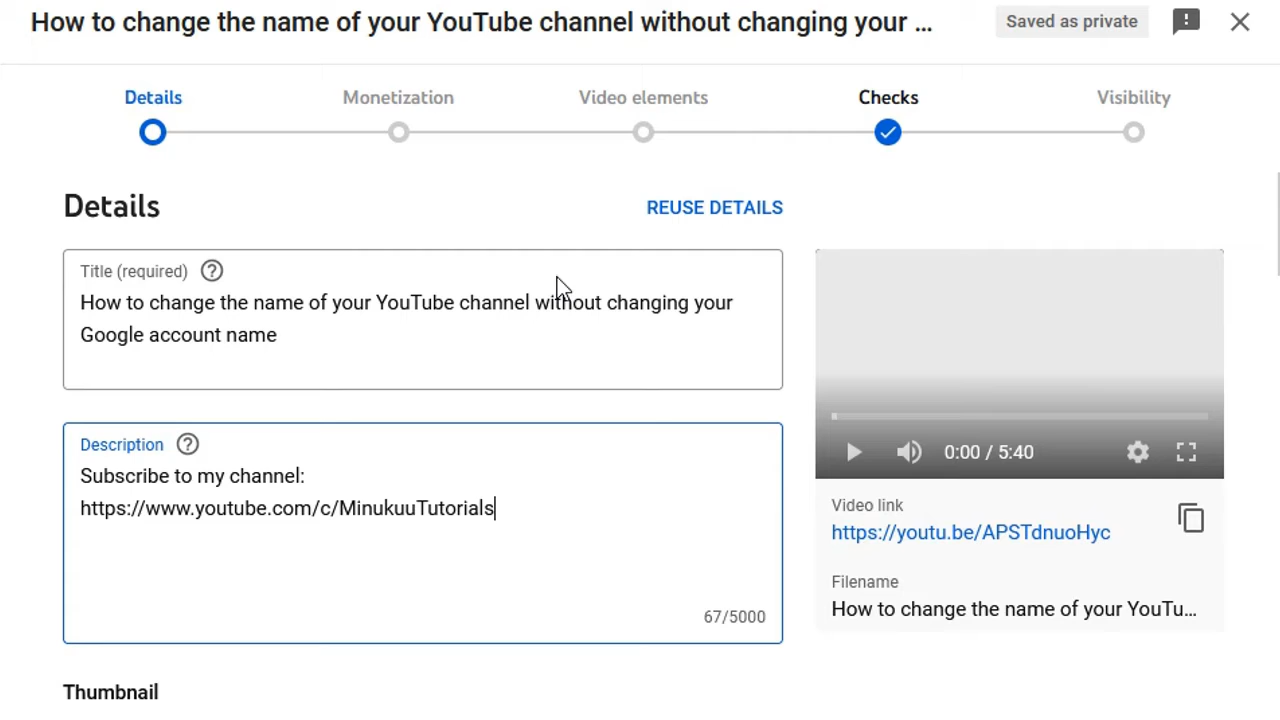 How to change the name of your YouTube channel without changing your ...
Saved as private
Details
Monetization
Video elements
Checks
Visibility
Details
REUSE DETAILS
Title (required)
How to change the name of your YouTube channel without changing your
Google account name
Description
Subscribe to my channel:
https://www.youtube.com/c/MinukuuTutorials
67/5000
0:00 / 5:40
Video link
https://youtu.be/APSTdnuoHyc
Filename
How to change the name of your YouTu...
Thumbnail